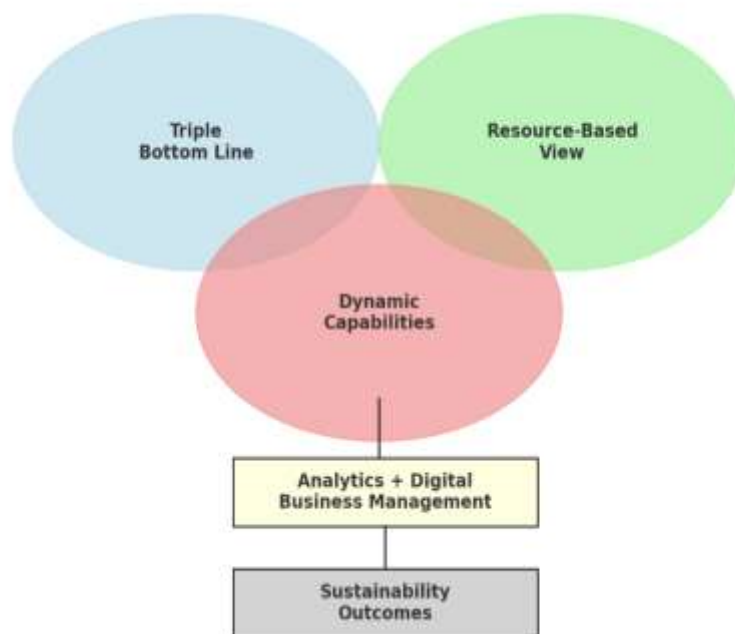 Triple
Bottom Line
Resource-Based
View
Dynamic
Capabilities
Analytics + Digital
Business Management
Sustainability
Outcomes